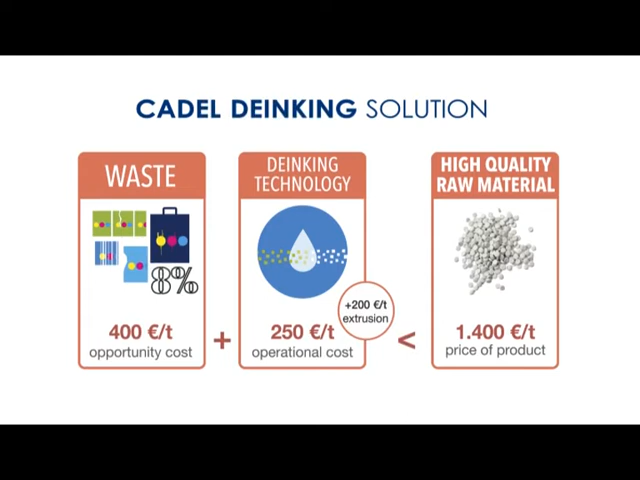 CADEL DEINKING SOLUTION
WASTE
8%
400 €/t
opportunity cost
+
DEINKING
TECHNOLOGY
250 €/t
operational cost
+200 €/t
extrusion
<
HIGH QUALITY
RAW MATERIAL
1.400 €/t
price of product